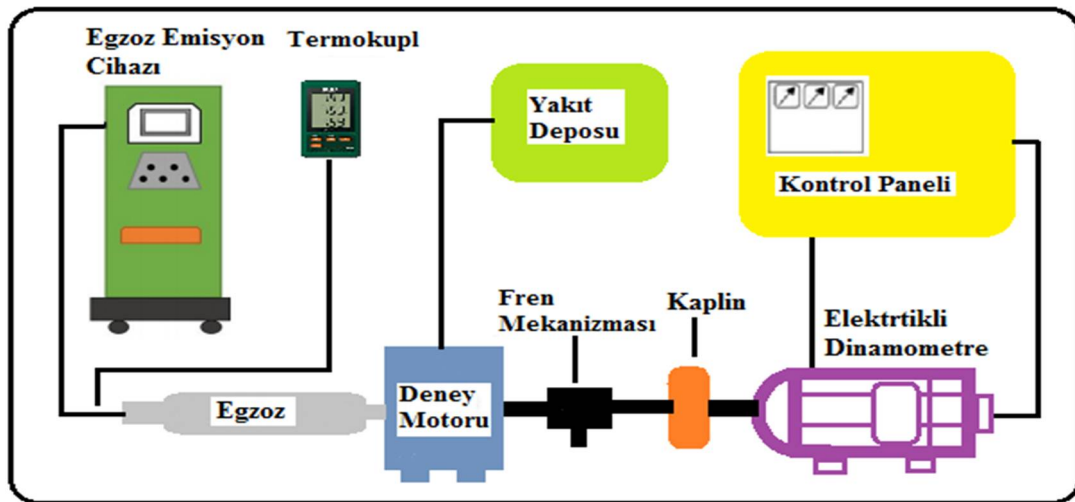 Egzoz Emisyon
Cihazı
Termokupl
Yakıt
Deposu
Kontrol Paneli
Fren
Mekanizması
Kaplin
Elektrtikli
Dinamometre
Egzoz
Deney
Motoru